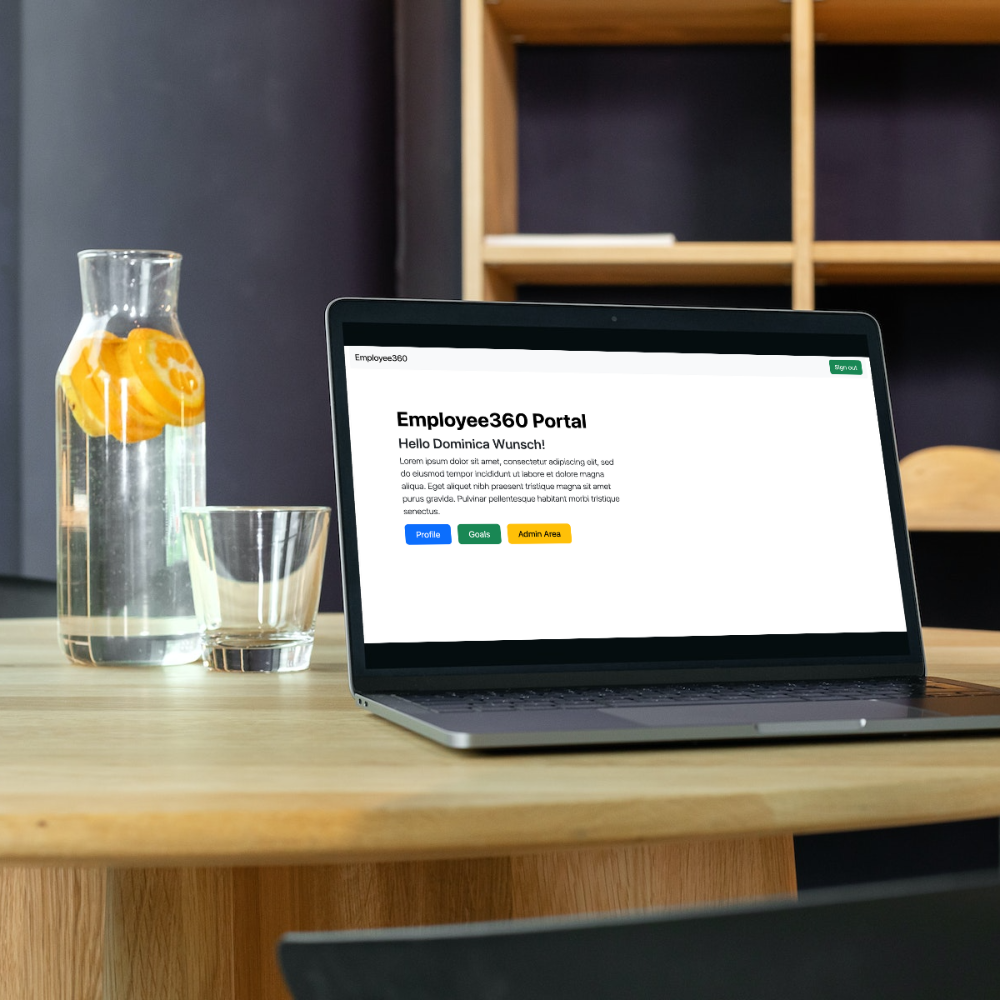 Employee360
Sign out
Employee360 Portal
Hello Dominica Wunsch!
Lorem ipsum dolor sit amet, consectetur adipiscing elit, sed
do eiusmod tempor incididunt ut labore et dolore magna
aliqua. Eget aliquet nibh praesent tristique magna sit amet
purus gravida. Pulvinar pellentesque habitant morbi tristique
senectus.
Profile
Goals
Admin Area